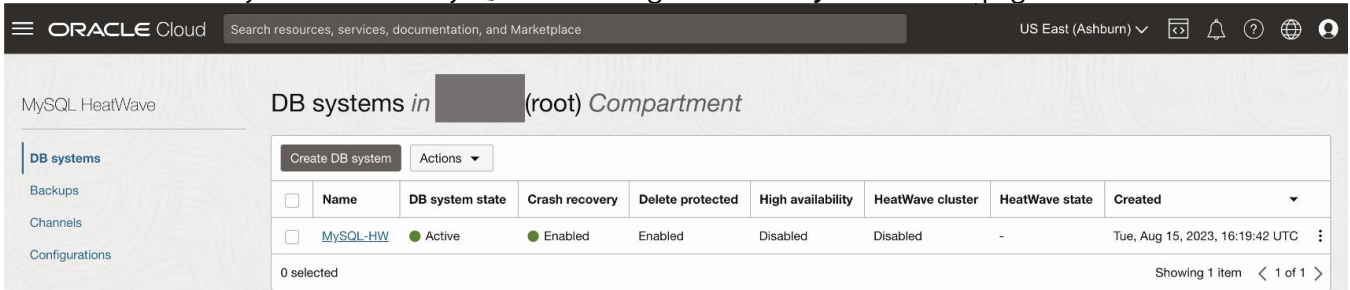 ORACLE Cloud Search resources, services, documentation, and Marketplace US East (Ashburn)
MySQL HeatWave
DB systems in (root) Compartment
DB systems
Backups
Channels
Configurations
Create DB system Actions
Name DB system state Crash recovery Delete protected High availability HeatWave cluster HeatWave state Created
MySQL-HW Active Enabled Enabled Disabled Disabled - Tue, Aug 15, 2023, 16:19:42 UTC
0 selected Showing 1 item < 1 of 1 >